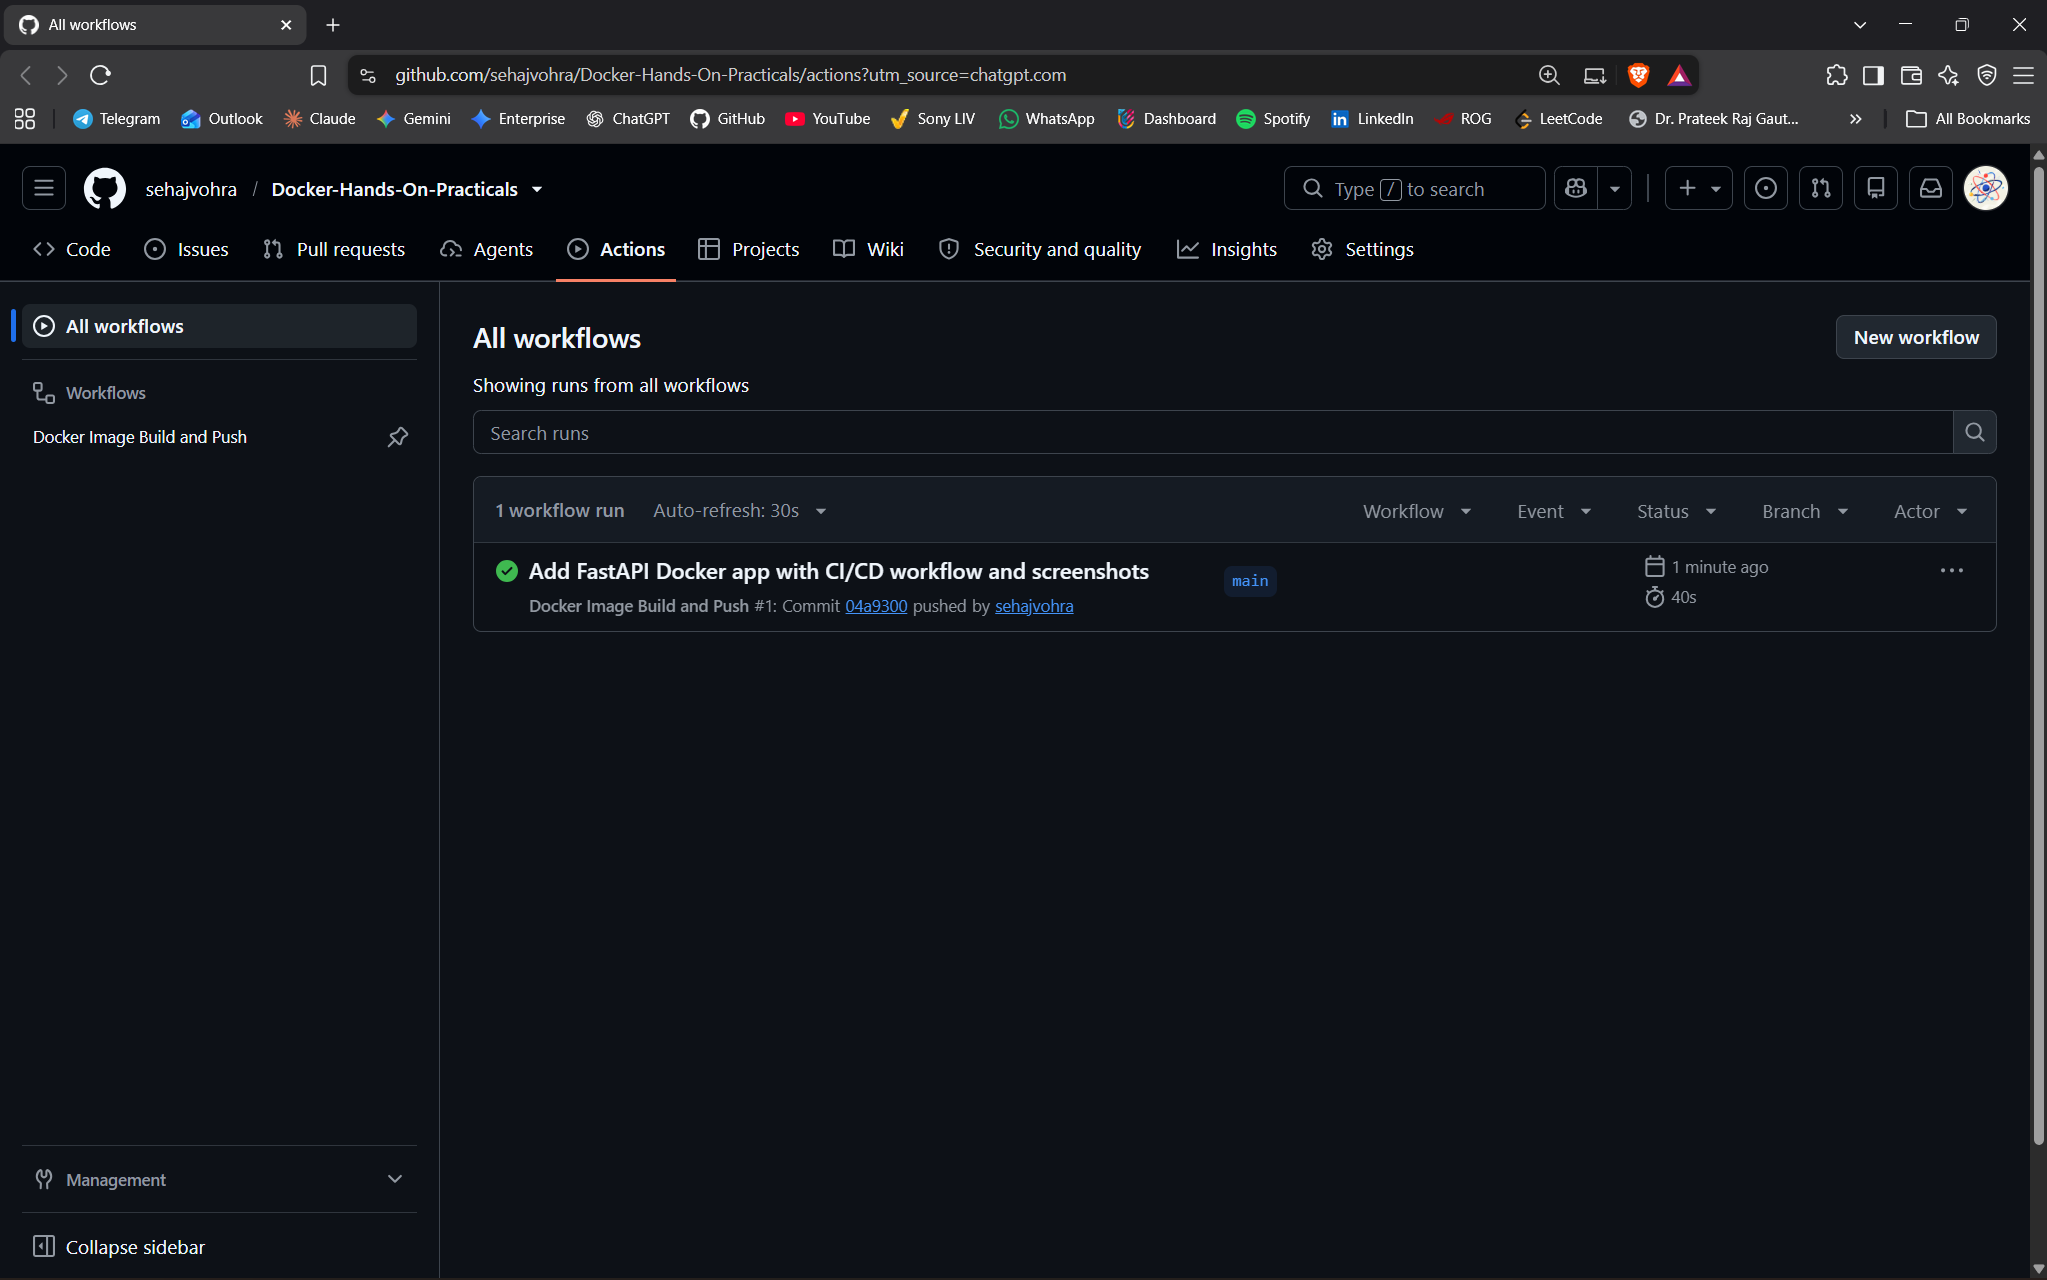 All workflows
github.com/sehajvohra/Docker-Hands-On-Practicals/actions?utm_source=chatgpt.com
Telegram Outlook Claude Gemini Enterprise ChatGPT GitHub YouTube Sony LIV WhatsApp Dashboard Spotify LinkedIn ROG LeetCode Dr. Prateek Raj Gaut... » All Bookmarks
sehajvohra / Docker-Hands-On-Practicals Type / to search
Code Issues Pull requests Agents Actions Projects Wiki Security and quality Insights Settings
All workflows
Workflows
Docker Image Build and Push
Management
Collapse sidebar
All workflows
New workflow
Showing runs from all workflows
Search runs
1 workflow run Auto-refresh: 30s Workflow Event Status Branch Actor
Add FastAPI Docker app with CI/CD workflow and screenshots
Docker Image Build and Push #1: Commit 04a9300 pushed by sehajvohra
main
1 minute ago
40s